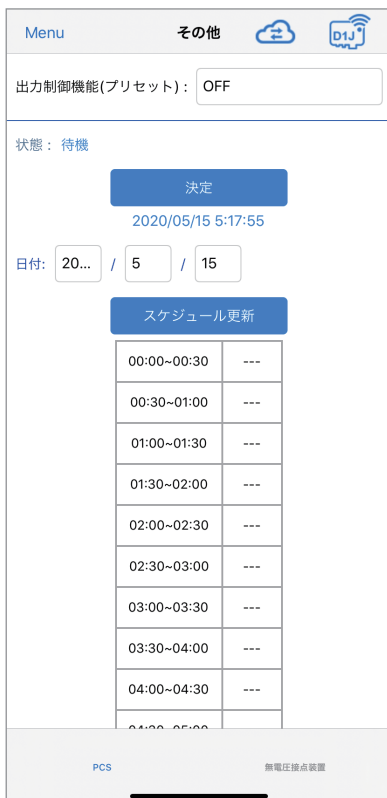 Menu その他 D1J
出力制御機能(プリセット)： OFF
状態： 待機
決定
2020/05/15 5:17:55
日付: 20... / 5 / 15
スケジュール更新
00:00~00:30 ---
00:30~01:00 ---
01:00~01:30 ---
01:30~02:00 ---
02:00~02:30 ---
02:30~03:00 ---
03:00~03:30 ---
03:30~04:00 ---
04:00~04:30 ---
04:30~05:00
PCS 無電圧接点装置